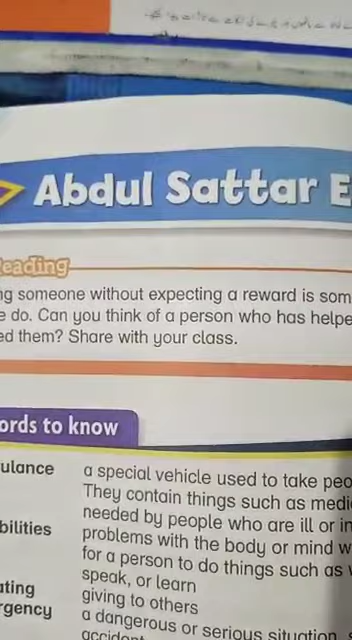 Abdul Sattar E
eading
ng someone without expecting a reward is som
e do. Can you think of a person who has helpe
ed them? Share with your class.
ords to know
ulance a special vehicle used to take peo
They contain things such as medi
needed by people who are ill or in
bilities problems with the body or mind w
for a person to do things such as
speak, or learn
ating giving to others
rgency a dangerous or serious situation
accident